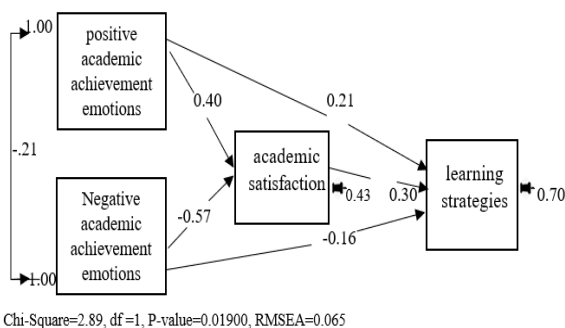 1.00
positive
academic
achievement
emotions
0.40
0.21
-.21
academic
satisfaction
0.43
0.30
learning
strategies
0.70
Negative
academic
achievement
emotions
-0.57
-0.16
1.00
Chi-Square=2.89, df =1, P-value=0.01900, RMSEA=0.065